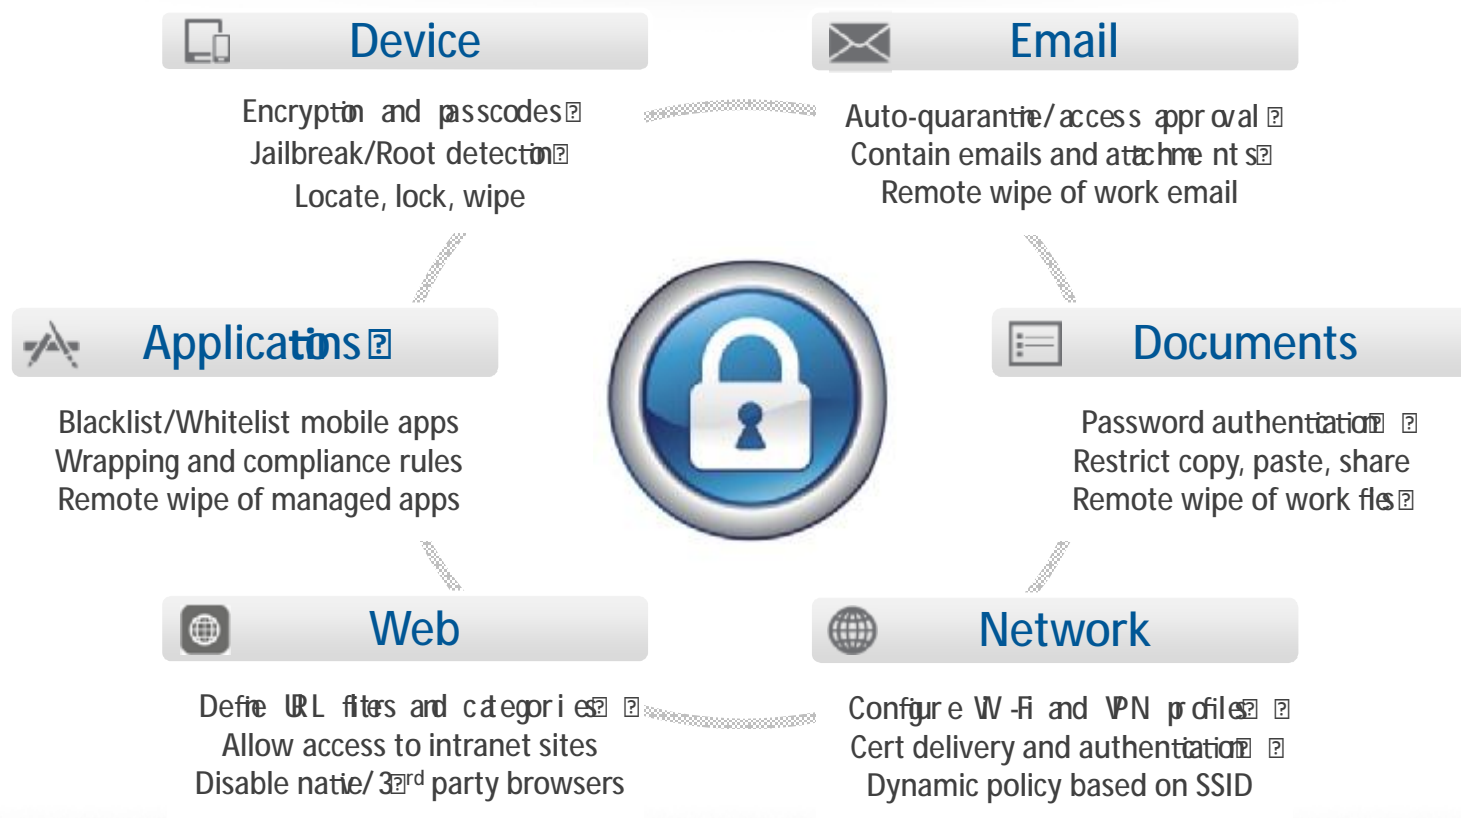 Device
Encryption and passcodes
Jailbreak/Root detection
Locate, lock, wipe
Email
Auto-quarantine/access approval
Contain emails and attachments
Remote wipe of work email
Applications
Blacklist/Whitelist mobile apps
Wrapping and compliance rules
Remote wipe of managed apps
Documents
Password authentication
Restrict copy, paste, share
Remote wipe of work files
Web
Define URL filters and categories
Allow access to intranet sites
Disable native/3rd party browsers
Network
Configure Wi-Fi and VPN profiles
Cert delivery and authentication
Dynamic policy based on SSID